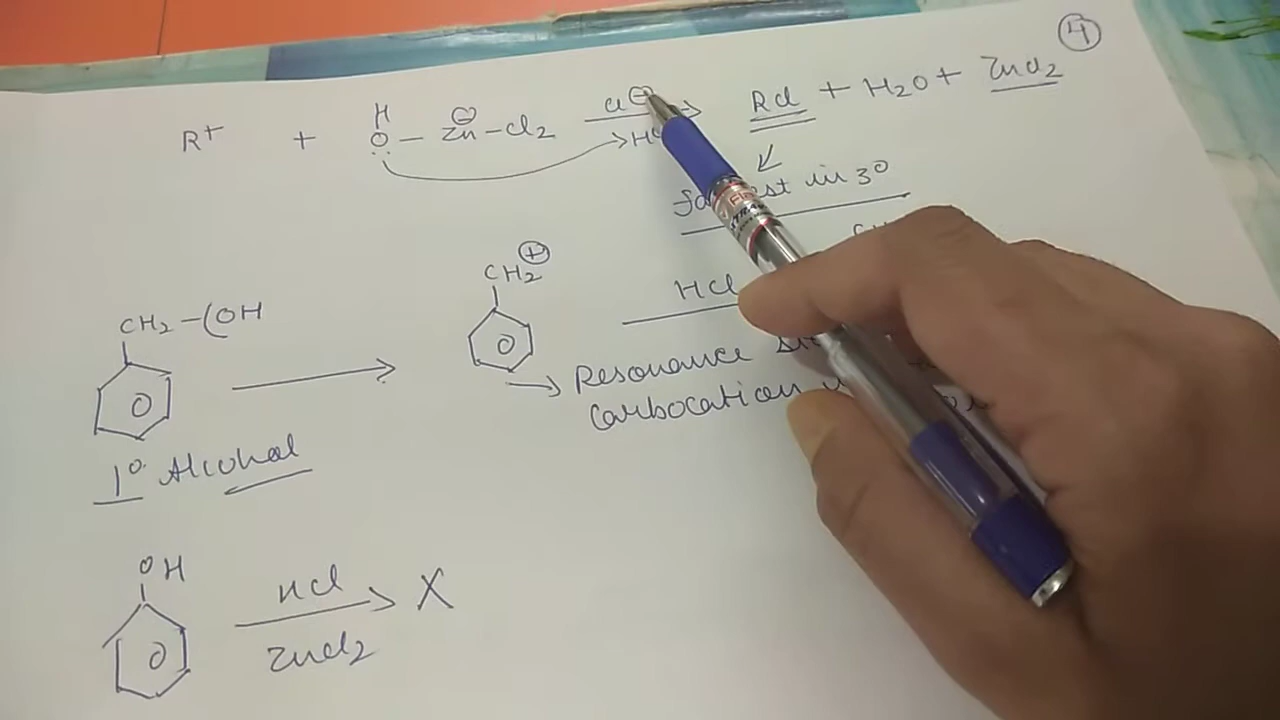 4
R+ + H O: — Zn⊖ — Cl2 Cl⊖ → RCl + H2O + ZnCl2
fastest in 3°
CH2 — (OH
CH2 ⊕
HCl
Resonance
Carbocation
1° Alcohol
OH
HCl
→ X
ZnCl2